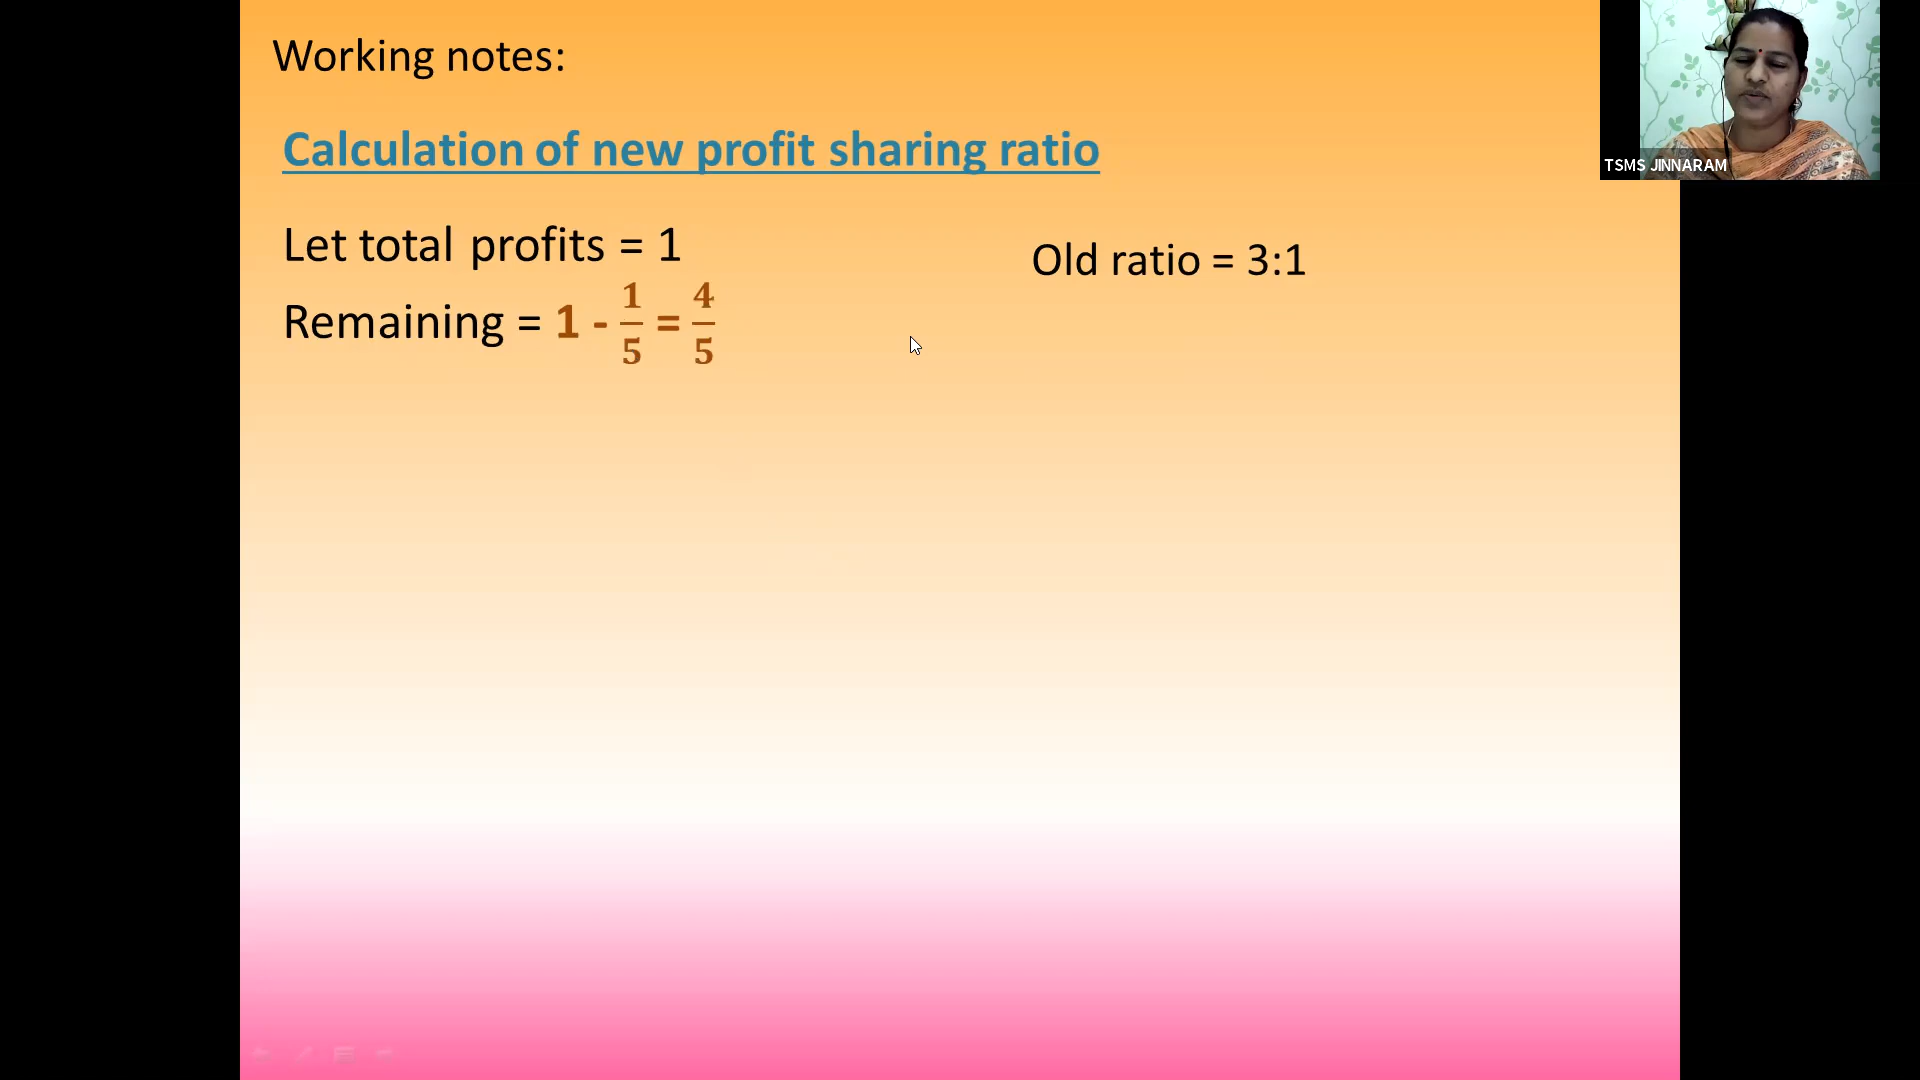 Working notes:
Calculation of new profit sharing ratio
Let total profits = 1
Old ratio = 3:1
Remaining = 1 - 1/5 = 4/5
TSMS JINNARAM